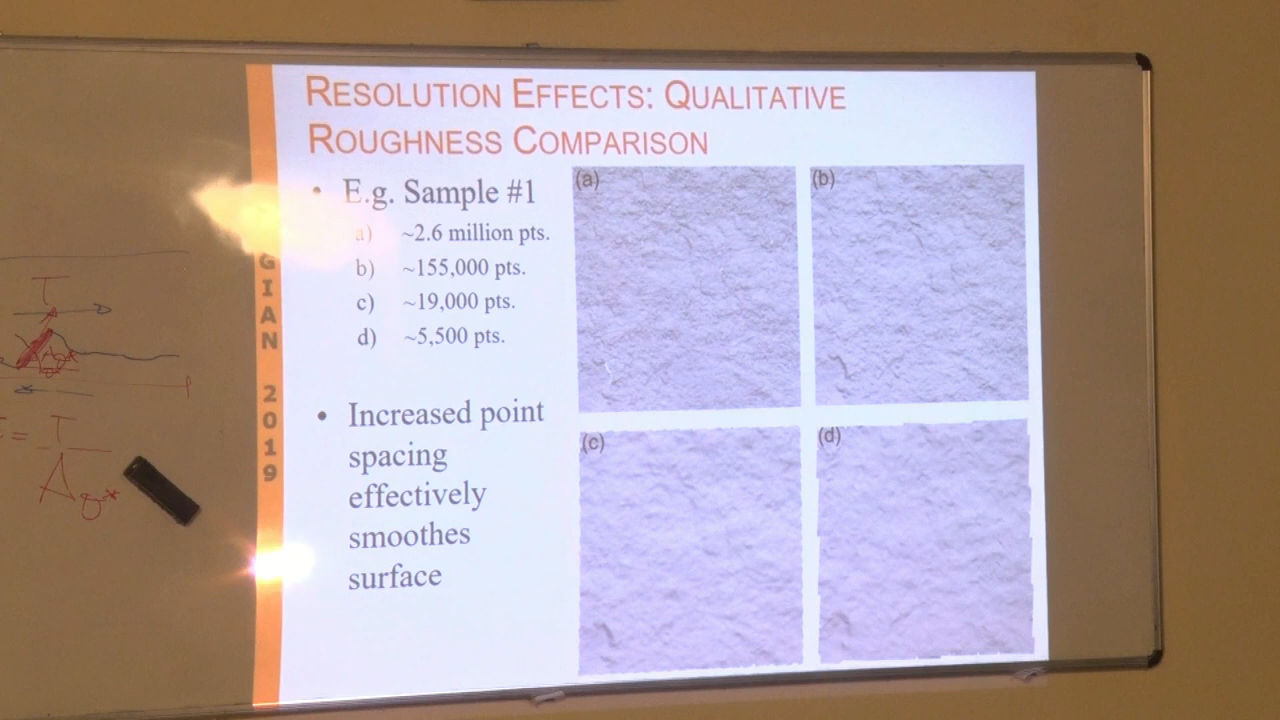 RESOLUTION EFFECTS: QUALITATIVE
ROUGHNESS COMPARISON
• E.g. Sample #1
a) ~2.6 million pts.
b) ~155,000 pts.
c) ~19,000 pts.
d) ~5,500 pts.
• Increased point
spacing
effectively
smoothes
surface
(a)
(b)
(c)
(d)
GIAN 2019
T
T
A